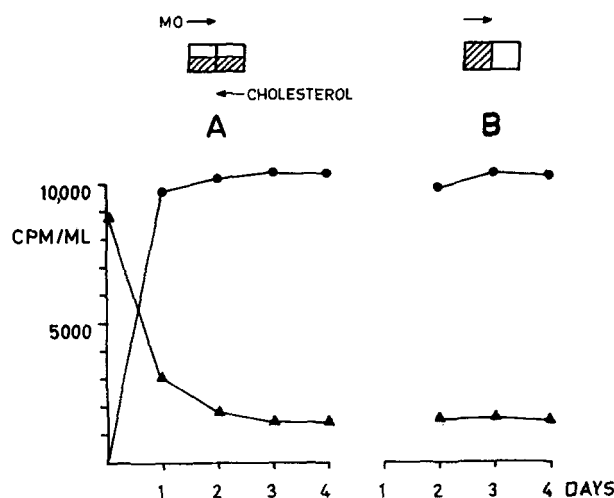 MO
CHOLESTEROL
A
B
10,000
CPM/ML
5000
1 2 3 4
1 2 3 4 DAYS